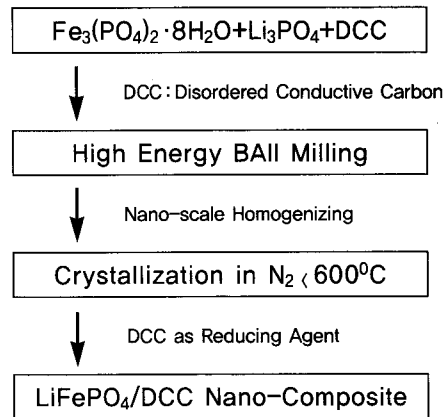 Fe₃(PO₄)₂·8H₂O+Li₃PO₄+DCC
DCC:Disordered Conductive Carbon
High Energy BAll Milling
Nano-scale Homogenizing
Crystallization in N₂ ‹ 600⁰C
DCC as Reducing Agent
LiFePO₄/DCC Nano-Composite